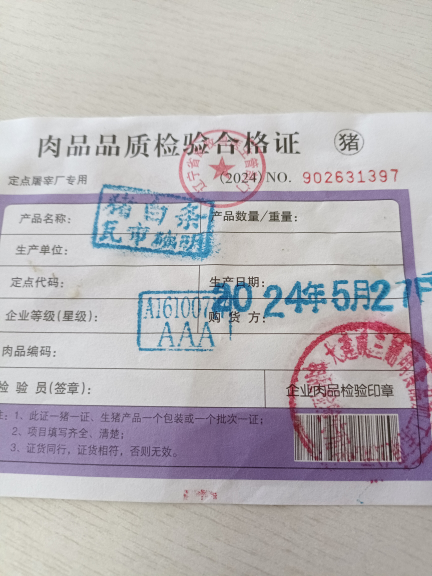 肉品品质检验合格证 猪
定点屠宰厂专用 (2024) NO. 902631397
产品名称: 猪白条 产品数量/重量:
生产单位:
定点代码: 生产日期: 2024年5月27
企业等级(星级): A161007 AAA 购货方:
肉品编码:
检验员(签章): 企业肉品检验印章
注: 1、此证一猪一证、生猪产品一个包装或一个批次一证;
2、项目填写齐全、清楚;
3、证货同行，证货相符，否则无效。